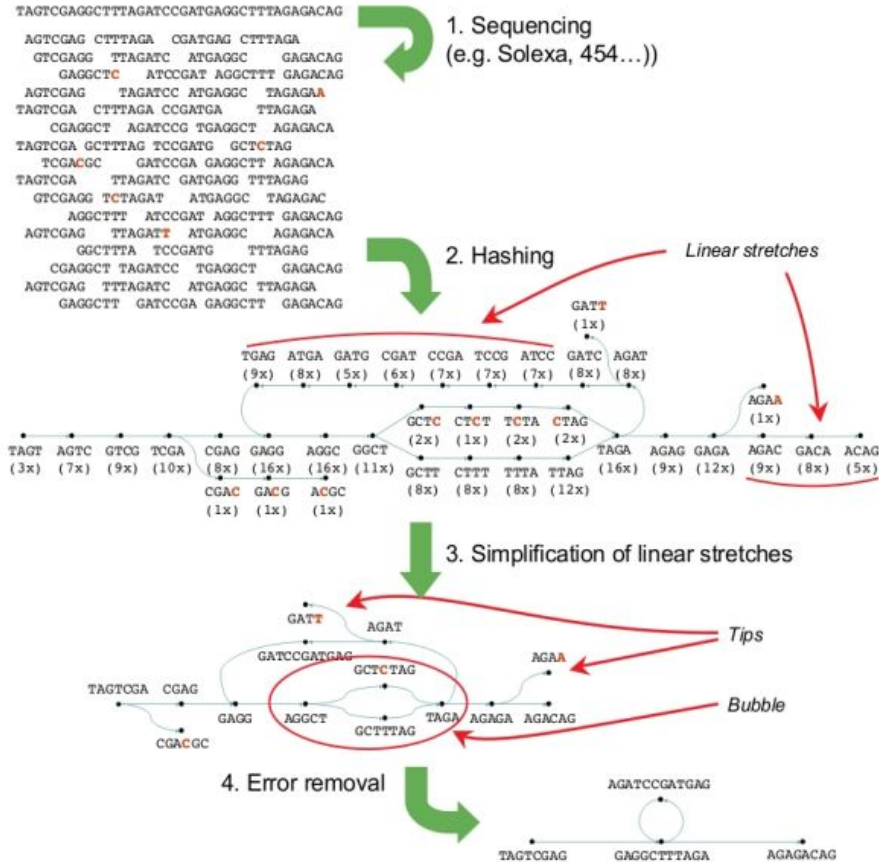 TAGTCGAGGCTTTAGATCCGATGAGGCTTTAGAGACAG
1. Sequencing
(e.g. Solexa, 454...))
AGTCGAG CTTTAGA CGATGAG CTTTAGA
GTCGAGG TTAGATC ATGAGGC GAGACAG
GAGGCTC ATCCGAT AGGCTTT GAGACAG
AGTCGAG TAGATCC ATGAGGC TAGAGAA
TAGTCGA CTTTAGA CCGATGA TTAGAGA
CGAGGCT AGATCCG TGAGGCT AGAGACA
TAGTCGA GCTTTAG TCCGATG GCTCTAG
TCGACGC GATCCGA GAGGCTT AGAGACA
TAGTCGA TTAGATC GATGAGG TTTAGAG
GTCGAGG TCTAGAT ATGAGGC TAGAGAC
AGGCTTT ATCCGAT AGGCTTT GAGACAG
AGTCGAG TTAGATT ATGAGGC AGAGACA
GGCTTTA TCCGATG TTTAGAG
CGAGGCT TAGATCC TGAGGCT GAGACAG
AGTCGAG TTTAGATC ATGAGGC TTAGAGA
GAGGCTT GATCCGA GAGGCTT GAGACAG
2. Hashing
Linear stretches
GATT
(1x)
TGAG ATGA GATG CGAT CCGA TCCG ATCC GATC AGAT
(9x) (8x) (5x) (6x) (7x) (7x) (7x) (8x) (8x)
AGAA
(1x)
GCTC CTCT TCTA CTAG
(2x) (1x) (2x) (2x)
TAGT AGTC GTCG TCGA CGAG GAGG AGGC GGCT TAGA AGAG GAGA AGAC GACA ACAG
(3x) (7x) (9x) (10x) (8x) (16x) (16x) (11x) (16x) (9x) (12x) (9x) (8x) (5x)
GCTT CTTT TTTA TTAG
(8x) (8x) (8x) (12x)
CGAC GACG ACGC
(1x) (1x) (1x)
3. Simplification of linear stretches
GATT
AGAT
Tips
GATCCGATGAG
GCTCTAG
AGAA
TAGTCGA CGAG
GAGG AGGCT TAGA AGAGA AGACAG
Bubble
GCTTTAG
CGACGC
4. Error removal
AGATCCGATGAG
TAGTCGAG GAGGCTTTAGA AGAGACAG